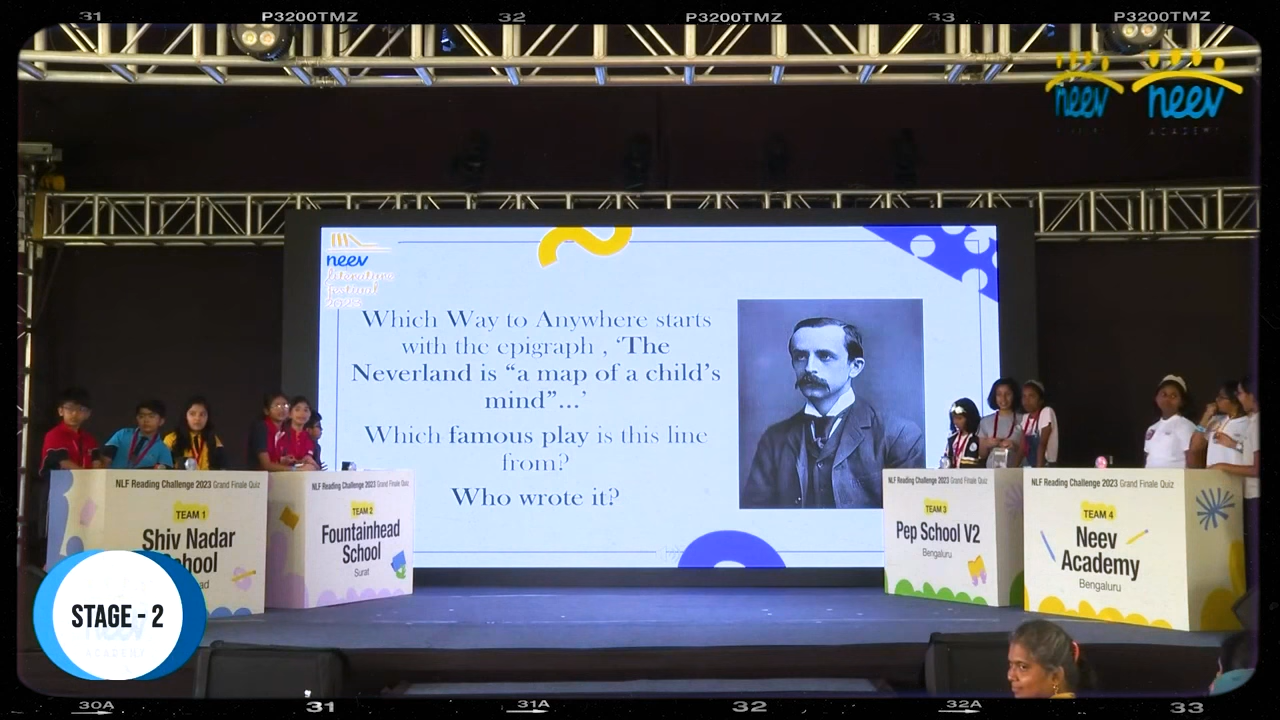 31 P3200TMZ 32 P3200TMZ 33 P3200TMZ
neev
neev
ACADEMY
neev
literature
festival
2023
Which Way to Anywhere starts
with the epigraph , ‘The
Neverland is “a map of a child’s
mind”...’
Which famous play is this line
from?
Who wrote it?
NLF Reading Challenge 2023 Grand Finale Quiz
TEAM 1
Shiv Nadar
School
NLF Reading Challenge 2023 Grand Finale Quiz
TEAM 2
Fountainhead
School
Surat
NLF Reading Challenge 2023 Grand Finale Quiz
TEAM 3
Pep School V2
Bengaluru
NLF Reading Challenge 2023 Grand Finale Quiz
TEAM 4
Neev
Academy
Bengaluru
STAGE - 2
30A 31 31A 32 32A 33